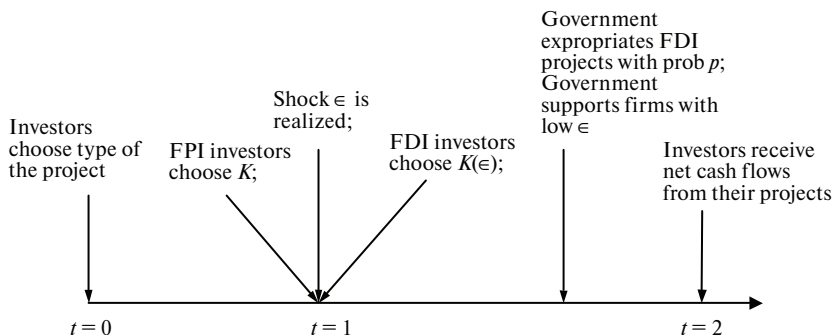 Government
expropriates FDI
projects with prob p;
Government
supports firms with
low ∈
Investors
choose type of
the project
FPI investors
choose K;
Shock ∈ is
realized;
FDI investors
choose K(∈);
Investors receive
net cash flows
from their projects
t = 0
t = 1
t = 2